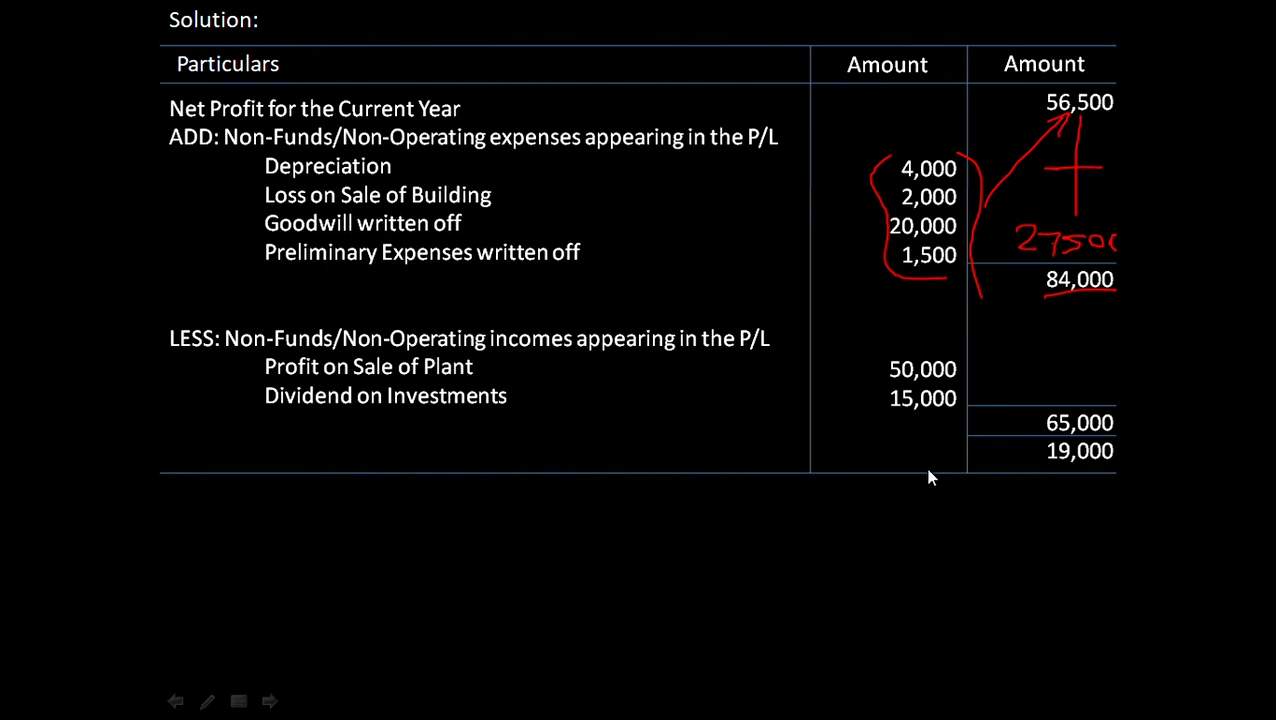 Solution:
Particulars Amount Amount
Net Profit for the Current Year 56,500
ADD: Non-Funds/Non-Operating expenses appearing in the P/L
Depreciation 4,000
Loss on Sale of Building 2,000
Goodwill written off 20,000
2750
Preliminary Expenses written off 1,500
84,000
LESS: Non-Funds/Non-Operating incomes appearing in the P/L
Profit on Sale of Plant 50,000
Dividend on Investments 15,000
65,000
19,000